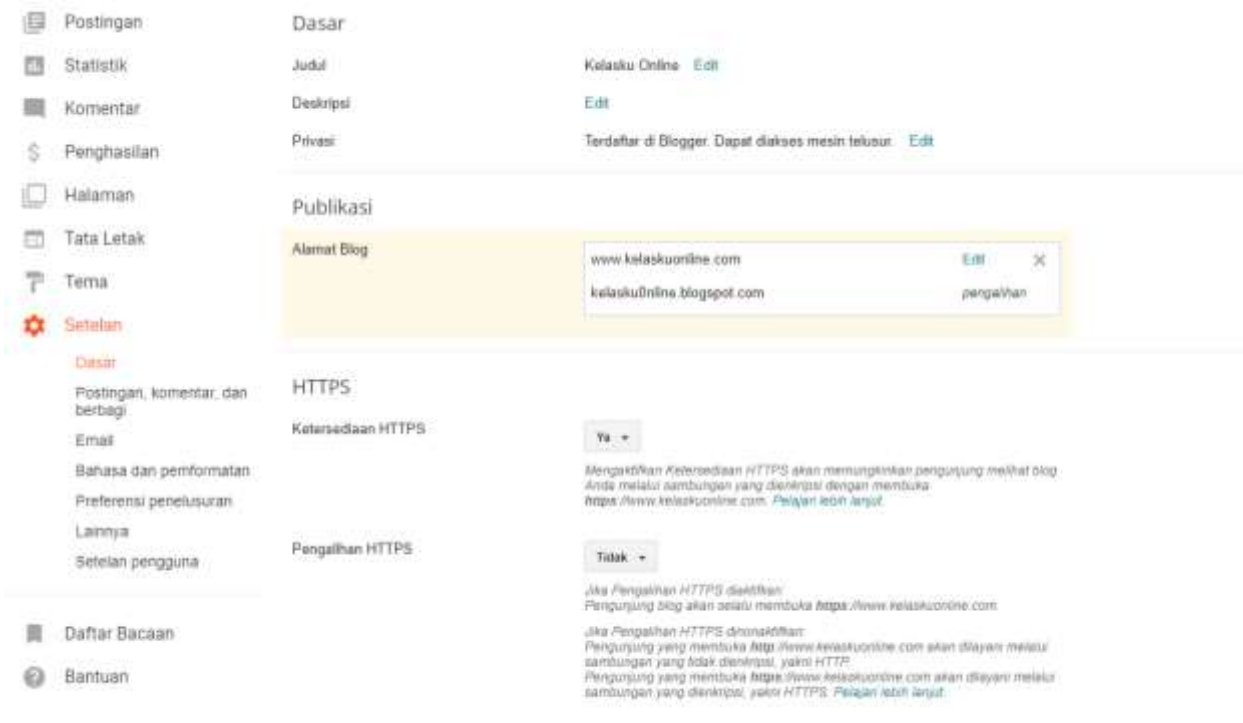 Postingan
Statistik
Komentar
Penghasilan
Halaman
Tata Letak
Tema
Setelan
Dasar
Postingan, komentar, dan
berbagi
Email
Bahasa dan pemformatan
Preferensi penelusuran
Lainnya
Setelan pengguna
Daftar Bacaan
Bantuan
Dasar
Judul Kelasku Online Edit
Deskripsi Edit
Privasi Terdaftar di Blogger. Dapat diakses mesin telusur. Edit
Publikasi
Alamat Blog
www.kelaskuonline.com Edit
kelasku0nline.blogspot.com pengalihan
HTTPS
Ketersediaan HTTPS Ya
Mengaktifkan Ketersediaan HTTPS akan memungkinkan pengunjung melihat blog
Anda melalui sambungan yang dienkripsi dengan membuka
https://www.kelaskuonline.com. Pelajari lebih lanjut.
Pengalihan HTTPS Tidak
Jika Pengalihan HTTPS diaktifkan:
Pengunjung blog akan selalu membuka https://www.kelaskuonline.com
Jika Pengalihan HTTPS dinonaktifkan:
Pengunjung yang membuka http://www.kelaskuonline.com akan dilayani melalui
sambungan yang tidak dienkripsi, yakni HTTP.
Pengunjung yang membuka https://www.kelaskuonline.com akan dilayani melalui
sambungan yang dienkripsi, yakni HTTPS. Pelajari lebih lanjut.